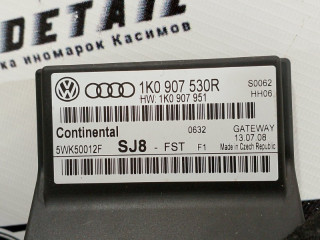 DETAIL
ка иномарок Касимов
1K0 907 530R
S0062
HW: 1K0 907 951
HH06
Continental
0632
GATEWAY
13.07.08
5WK50012F
SJ8 - FST
F1
Made in Czech Republic